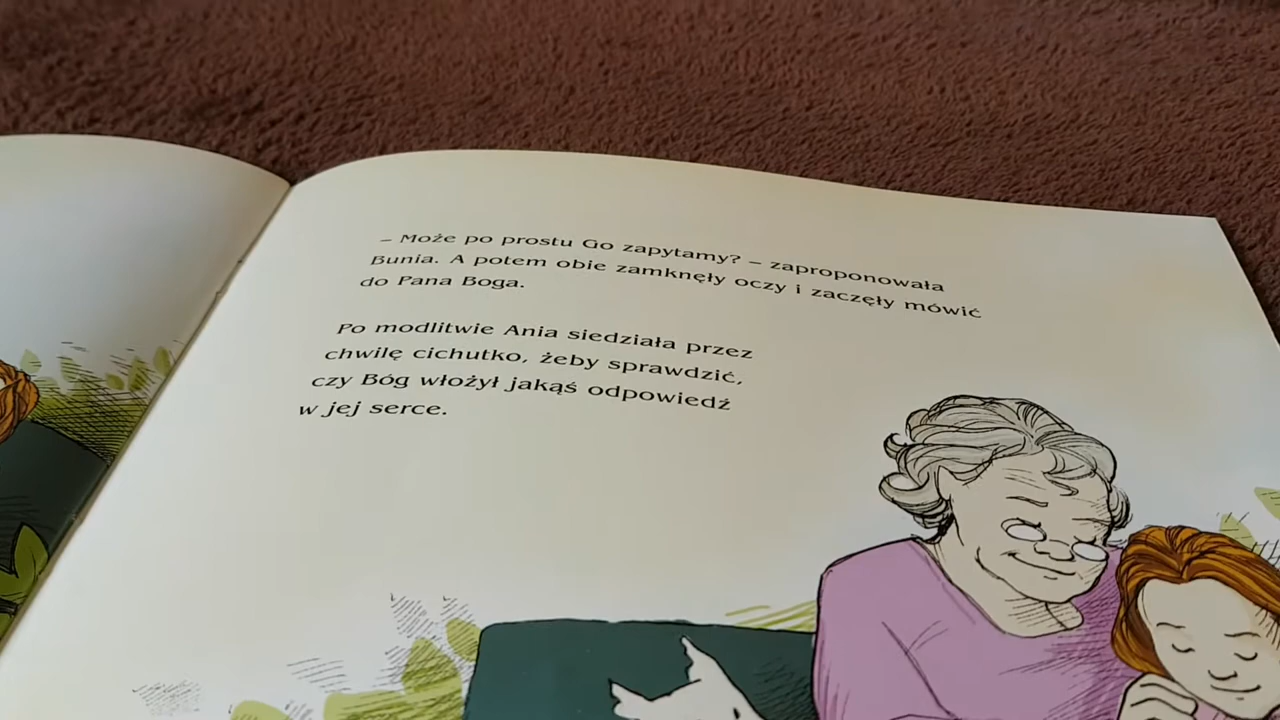 – Może po prostu Go zapytamy? – zaproponowała
Bunia. A potem obie zamknęły oczy i zaczęły mówić
do Pana Boga.
Po modlitwie Ania siedziała przez
chwilę cichutko, żeby sprawdzić,
czy Bóg włożył jakąś odpowiedź
w jej serce.